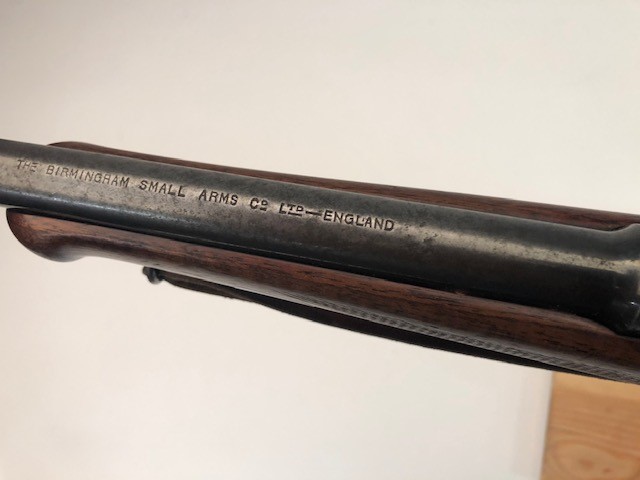 THE BIRMINGHAM SMALL ARMS Co LTD—ENGLAND